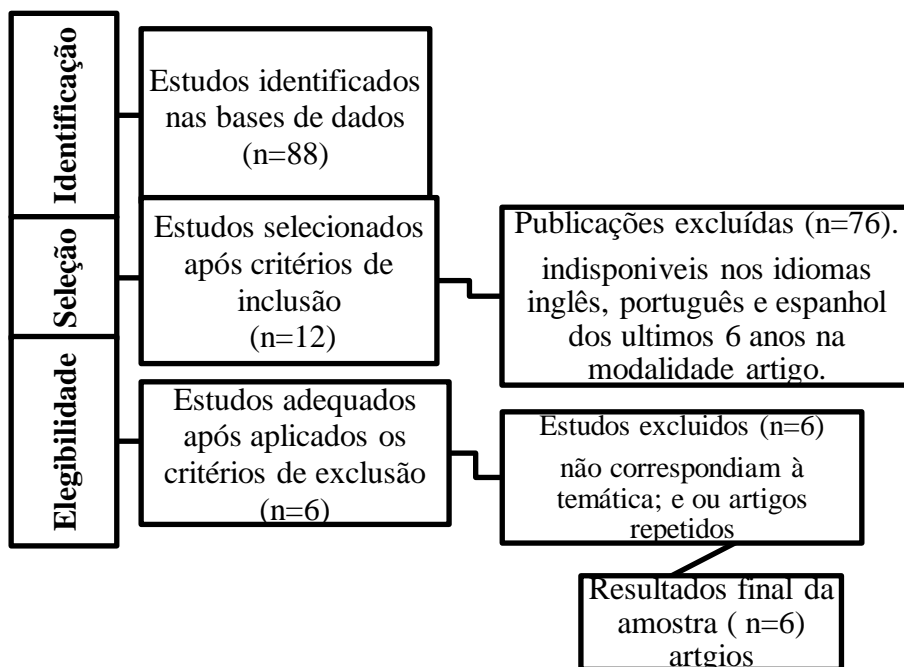 Identificação
Estudos identificados
nas bases de dados
(n=88)
Seleção
Estudos selecionados
após critérios de
inclusão
(n=12)
Publicações excluídas (n=76).
indisponiveis nos idiomas
inglês, português e espanhol
dos ultimos 6 anos na
modalidade artigo.
Elegibilidade
Estudos adequados
após aplicados os
critérios de exclusão
(n=6)
Estudos excluidos (n=6)
não correspondiam à
temática; e ou artigos
repetidos
Resultados final da
amostra ( n=6)
artgios